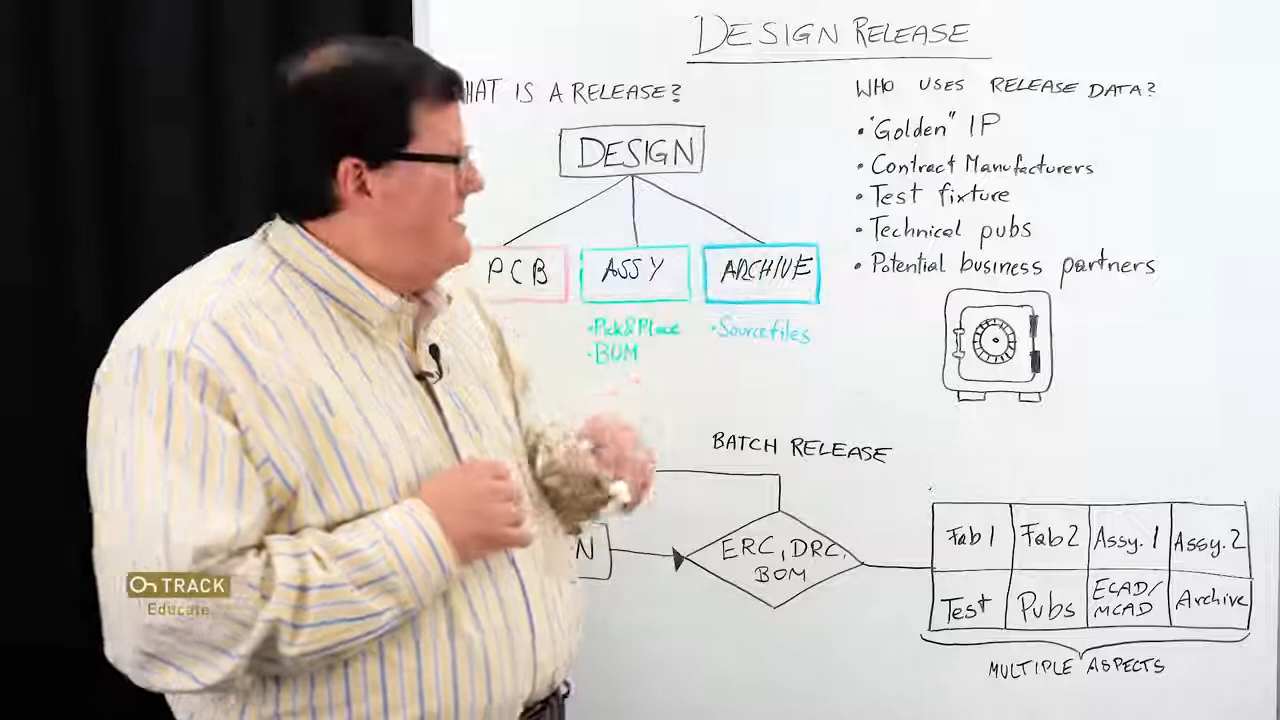 DESIGN RELEASE
HAT IS A RELEASE?
DESIGN
PCB
ASSY
ARCHIVE
•Pick&Place
•BOM
•Sourcefiles
WHO USES RELEASE DATA?
•"Golden" IP
•Contract Manufacturers
•Test fixture
•Technical pubs
•Potential business partners
BATCH RELEASE
N
ERC, DRC,
BOM
Fab 1 Fab 2 Assy. 1 Assy. 2
Test Pubs ECAD/MCAD Archive
MULTIPLE ASPECTS
On TRACK
Educate